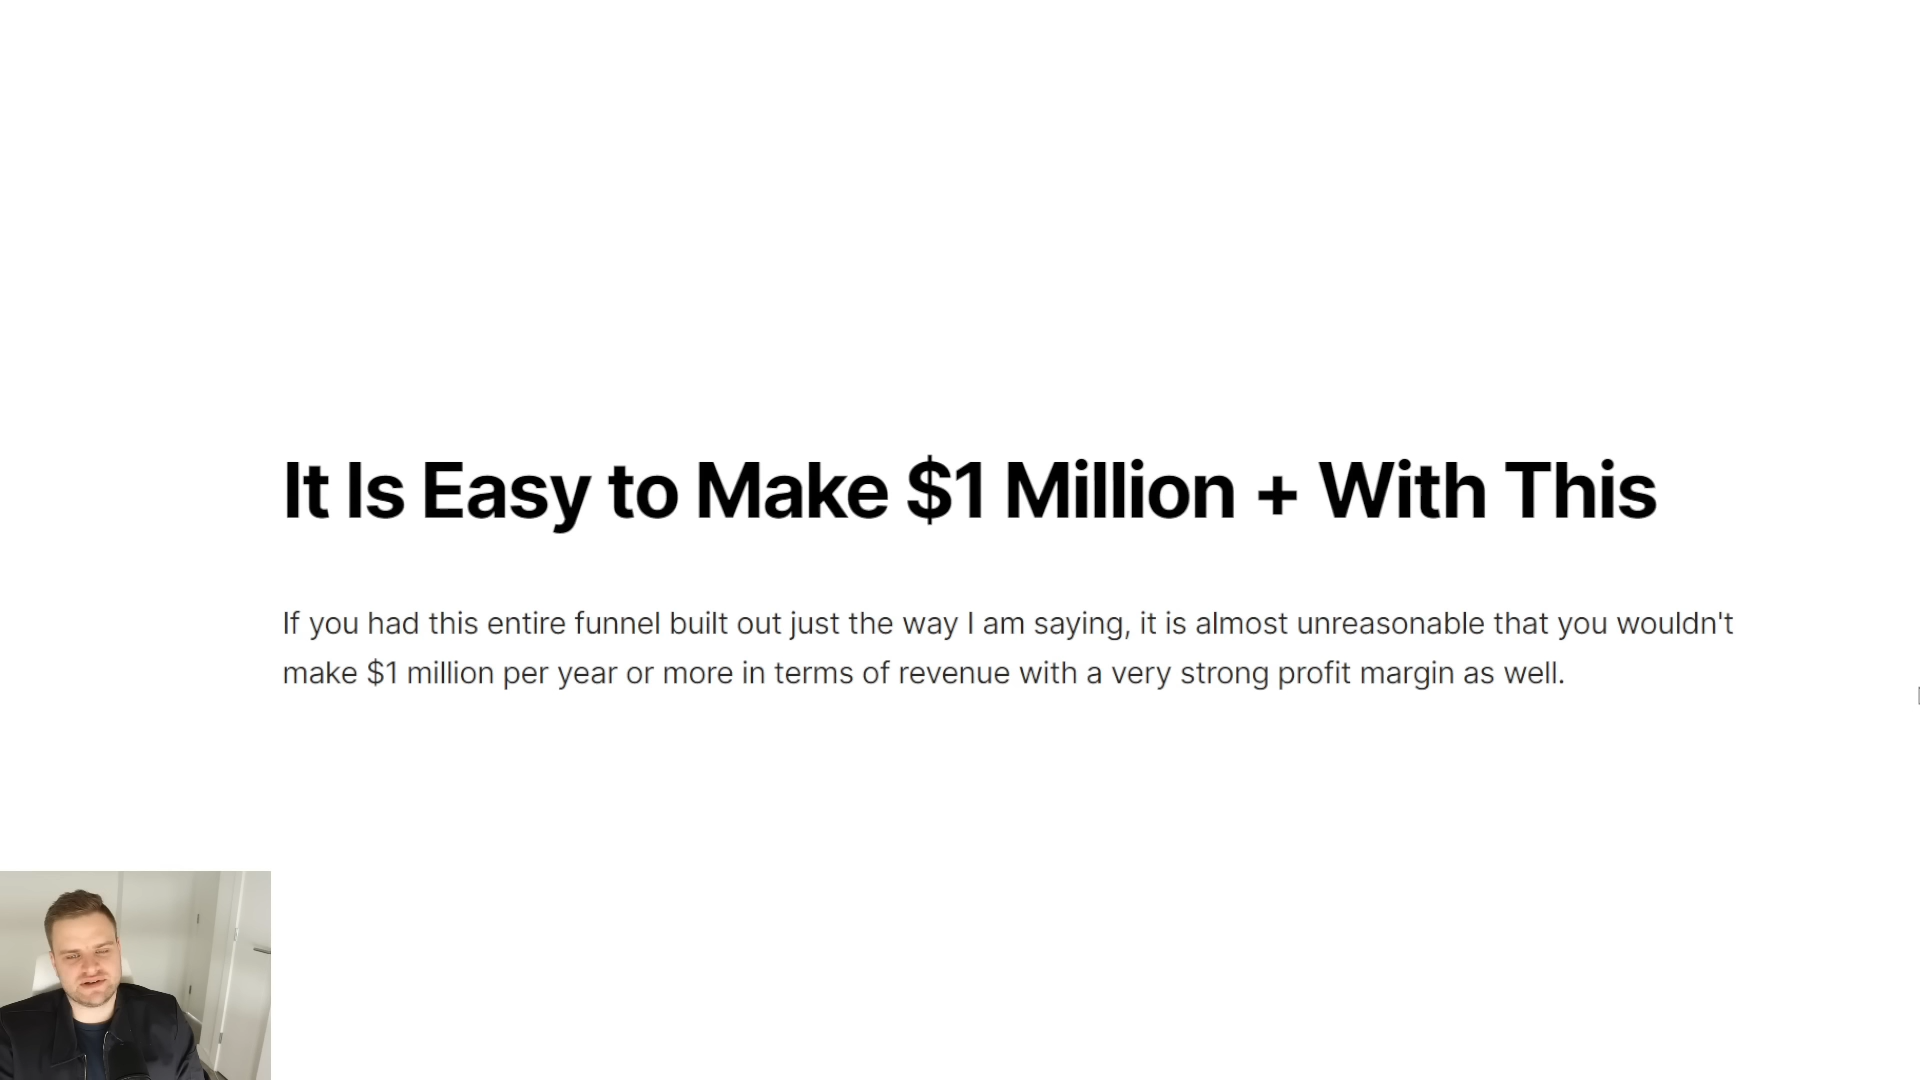 It Is Easy to Make $1 Million + With This
If you had this entire funnel built out just the way I am saying, it is almost unreasonable that you wouldn't
make $1 million per year or more in terms of revenue with a very strong profit margin as well.